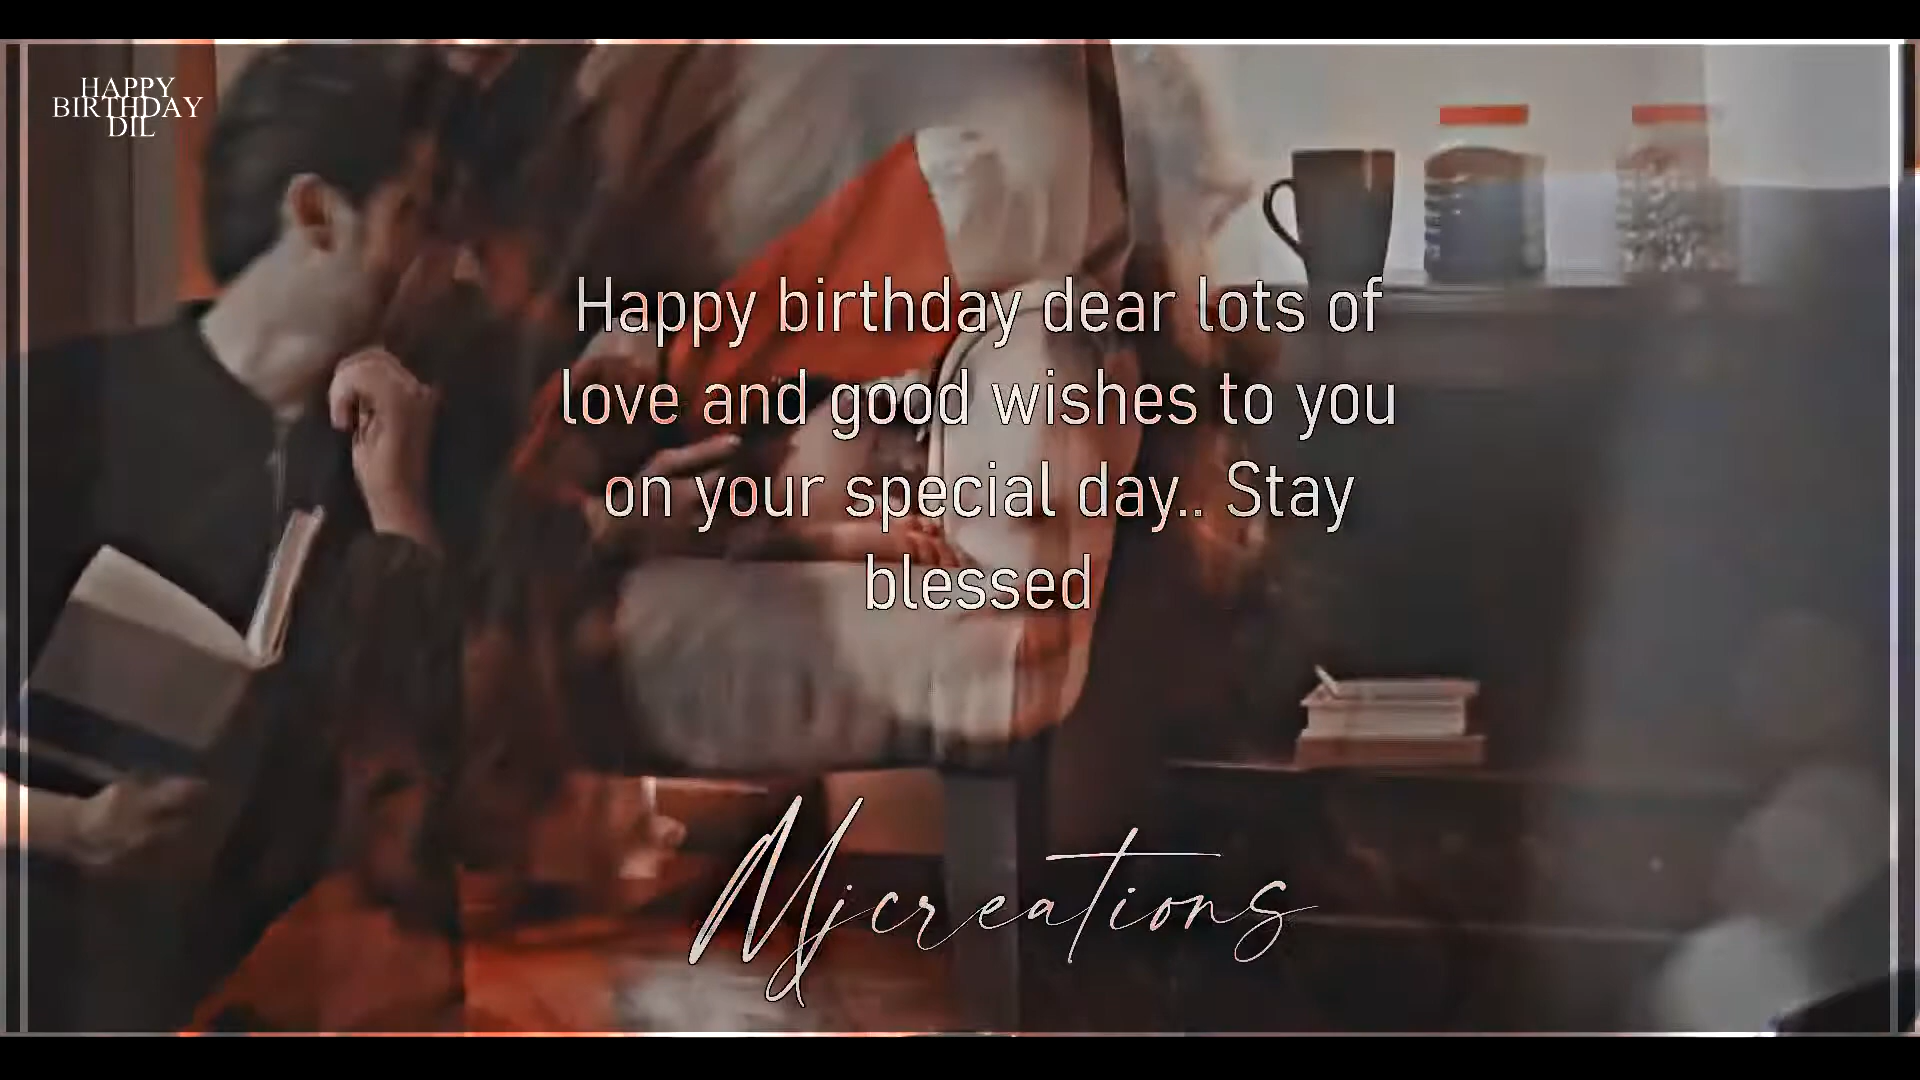 HAPPY
BIRTHDAY
DIL
Happy birthday dear lots of
love and good wishes to you
on your special day.. Stay
blessed
Mjcreations